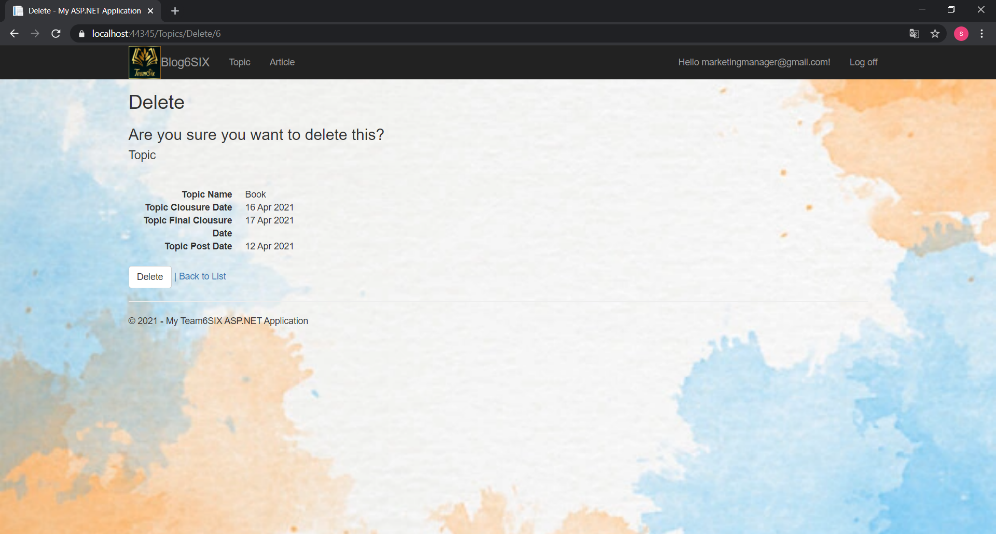 Delete - My ASP.NET Application
localhost:44345/Topics/Delete/6
S
TeamSix
Blog6SIX Topic Article Hello marketingmanager@gmail.com! Log off
Delete
Are you sure you want to delete this?
Topic
Topic Name Book
Topic Clousure Date 16 Apr 2021
Topic Final Clousure 17 Apr 2021
Date
Topic Post Date 12 Apr 2021
Delete | Back to List
© 2021 - My Team6SIX ASP.NET Application